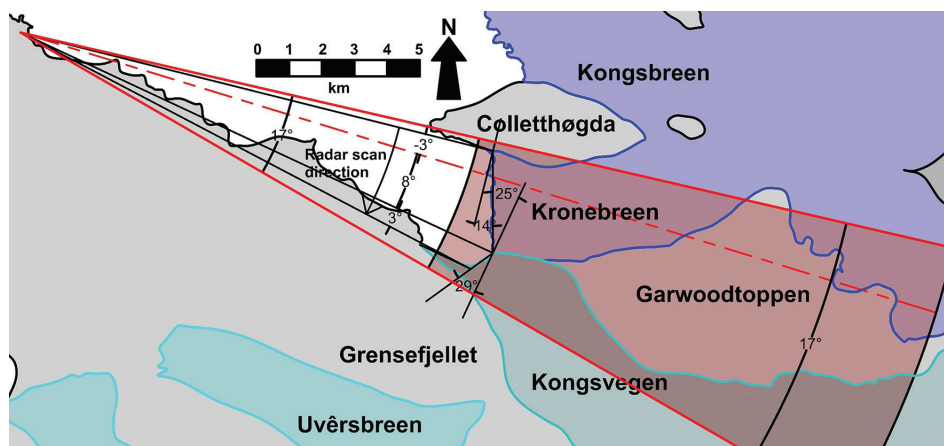 0 1 2 3 4 5
km
N
Kongsbreen
Colletthøgda
17°
-3°
Radar scan
direction
8°
25°
Kronebreen
3°
14°
29°
Garwoodtoppen
17°
Grensefjellet
Kongsvegen
Uvêrsbreen